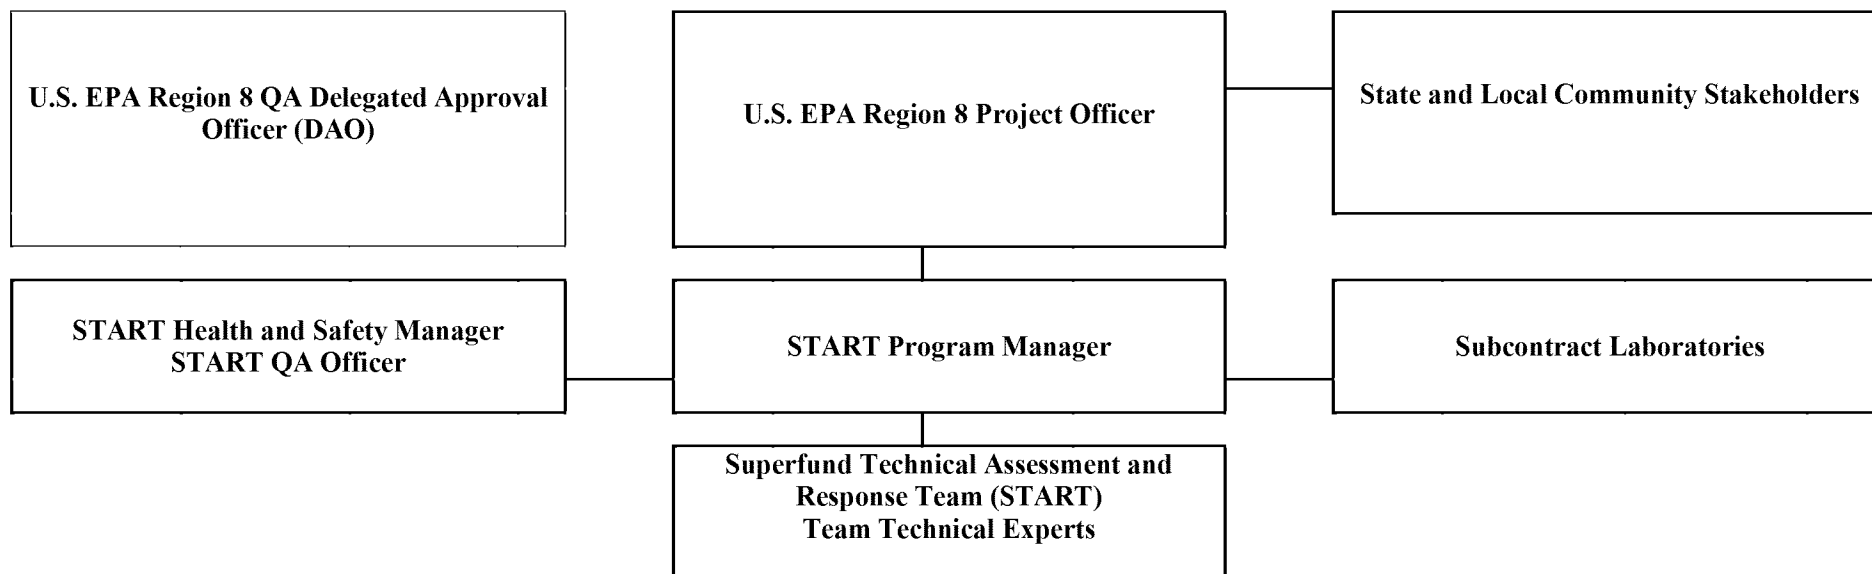 U.S. EPA Region 8 QA Delegated Approval
Officer (DAO)
U.S. EPA Region 8 Project Officer
State and Local Community Stakeholders
START Health and Safety Manager
START QA Officer
START Program Manager
Subcontract Laboratories
Superfund Technical Assessment and
Response Team (START)
Team Technical Experts